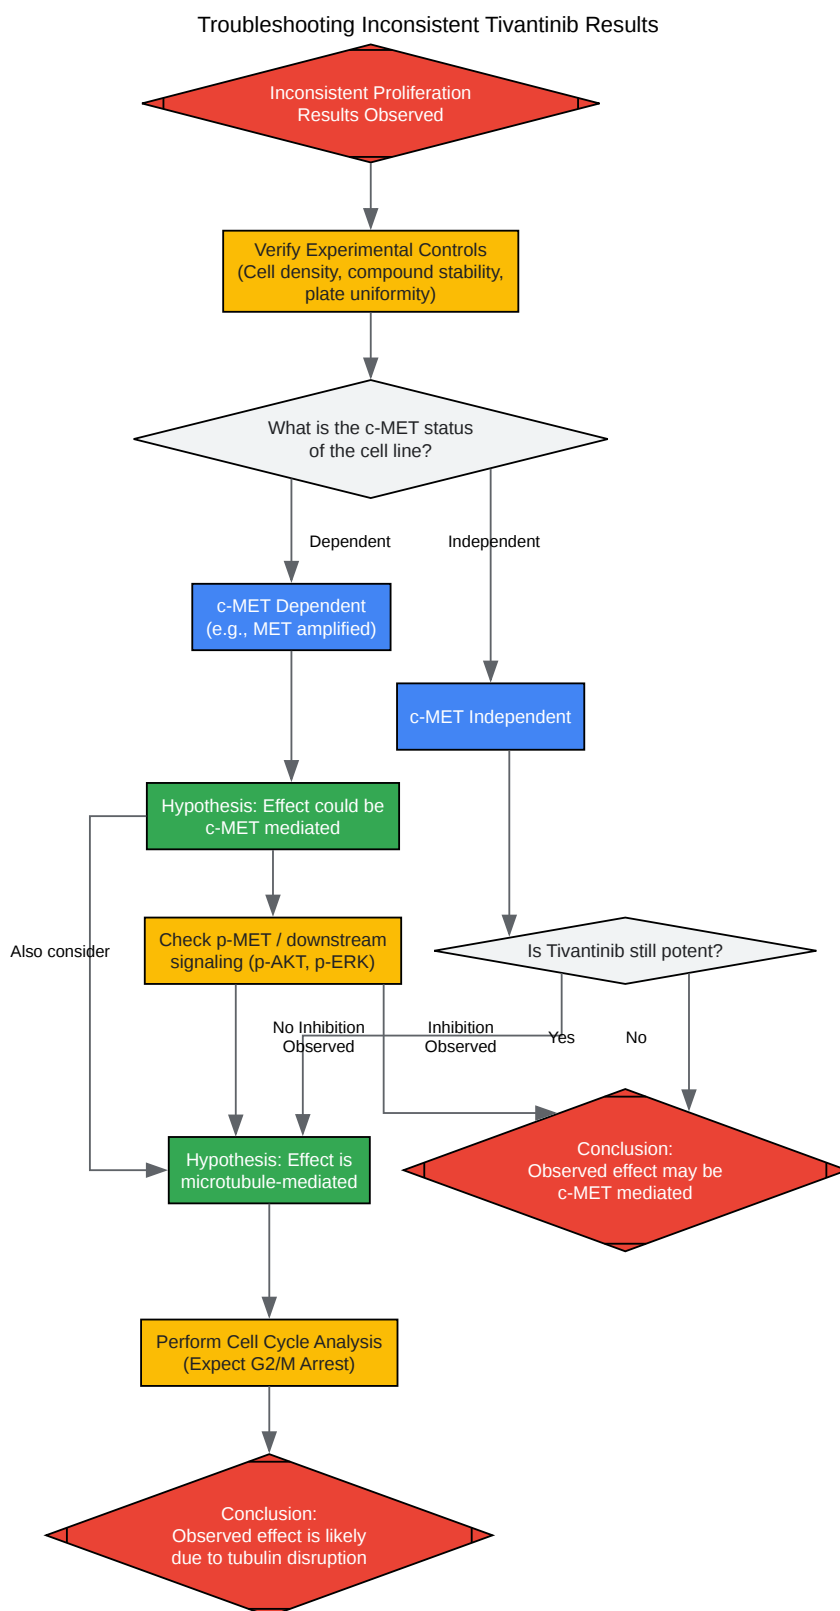 Troubleshooting Inconsistent Tivantinib Results
Inconsistent Proliferation
Results Observed
Verify Experimental Controls
(Cell density, compound stability,
plate uniformity)
What is the c-MET status
of the cell line?
Dependent
Independent
c-MET Dependent
(e.g., MET amplified)
c-MET Independent
Hypothesis: Effect could be
c-MET mediated
Also consider
Check p-MET / downstream
signaling (p-AKT, p-ERK)
Is Tivantinib still potent?
No Inhibition
Observed
Inhibition
Observed
Yes
No
Hypothesis: Effect is
microtubule-mediated
Conclusion:
Observed effect may be
c-MET mediated
Perform Cell Cycle Analysis
(Expect G2/M Arrest)
Conclusion:
Observed effect is likely
due to tubulin disruption